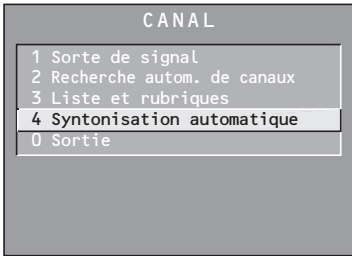 CANAL
1 Sorte de signal
2 Recherche autom. de canaux
3 Liste et rubriques
4 Syntonisation automatique
0 Sortie